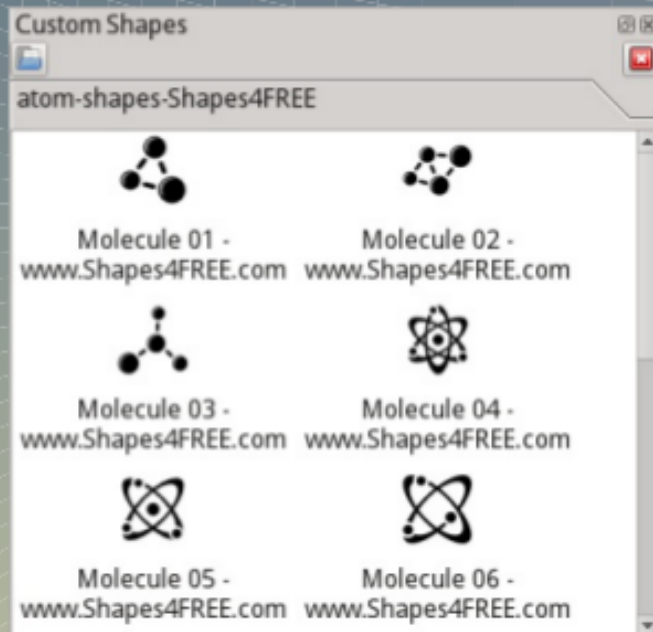 Custom Shapes
atom-shapes-Shapes4FREE
Molecule 01 -
www.Shapes4FREE.com
Molecule 02 -
www.Shapes4FREE.com
Molecule 03 -
www.Shapes4FREE.com
Molecule 04 -
www.Shapes4FREE.com
Molecule 05 -
www.Shapes4FREE.com
Molecule 06 -
www.Shapes4FREE.com